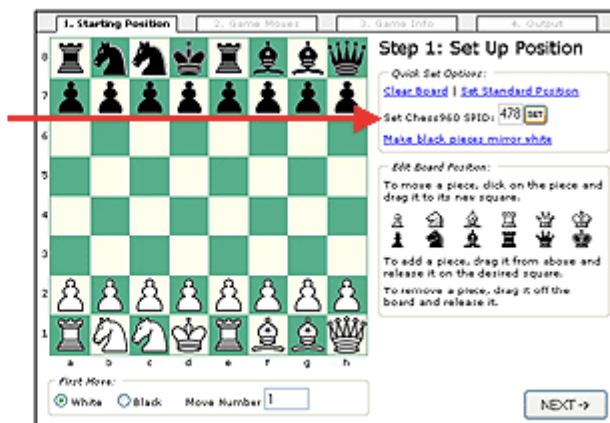 1. Starting Position
2. Game Moves
3. Game Info
4. Output
Step 1: Set Up Position
Quick Set Options:
Clear Board | Set Standard Position
Set Chess960 SPID: 478 SET
Make black pieces mirror white
Edit Board Position:
To move a piece, click on the piece and
drag it to its new square.
To add a piece, drag it from above and
release it on the desired square.
To remove a piece, drag it off the
board and release it.
8
7
6
5
4
3
2
1
a b c d e f g h
First Move:
White Black Move Number 1
NEXT →